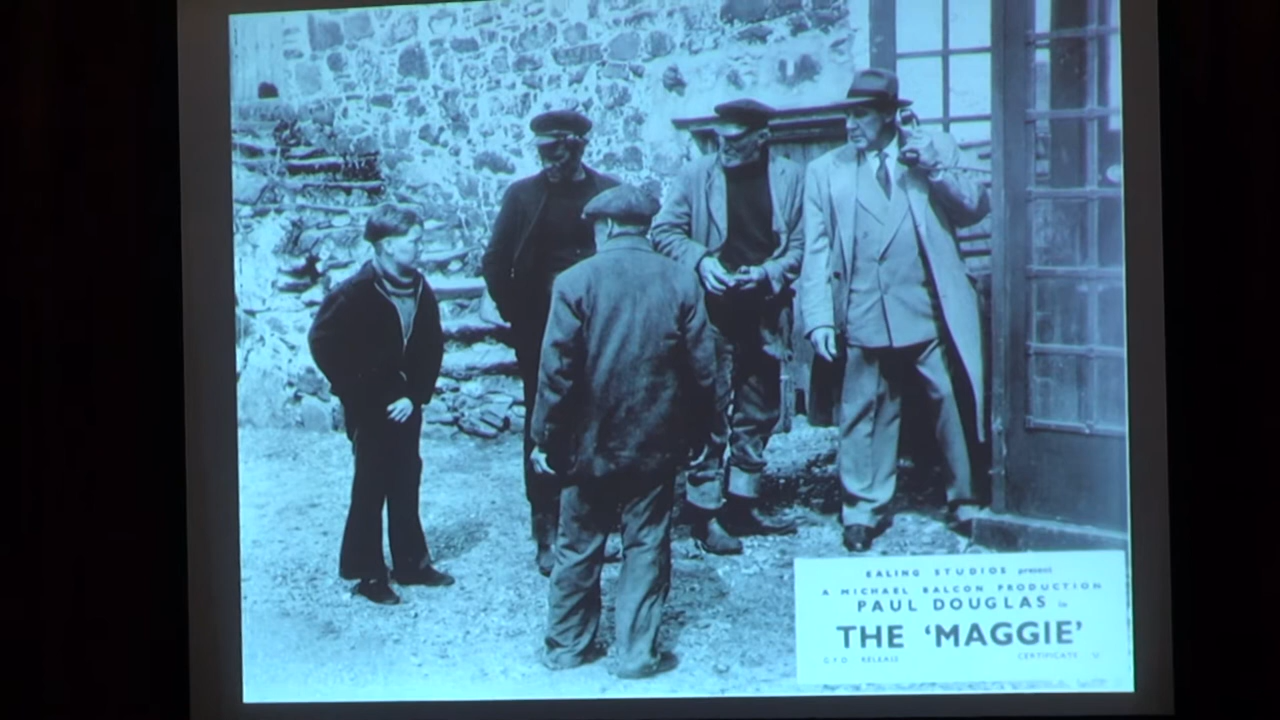 EALING STUDIOS present
A MICHAEL BALCON PRODUCTION
PAUL DOUGLAS in
THE 'MAGGIE'
G F D RELEASE
CERTIFICATE